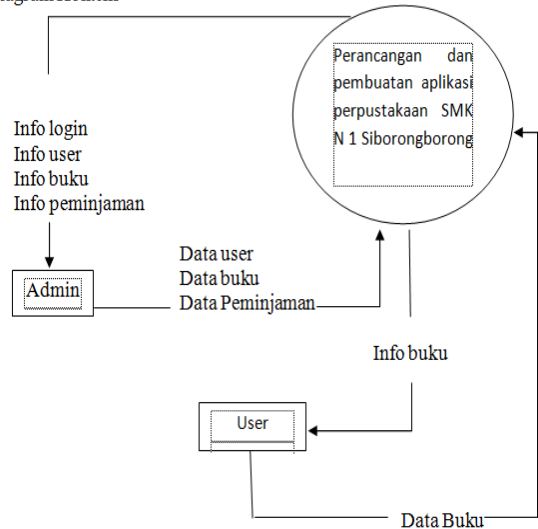 Perancangan dan
pembuatan aplikasi
perpustakaan SMK
N 1 Siborongborong
Info login
Info user
Info buku
Info peminjaman
Admin
Data user
Data buku
Data Peminjaman
Info buku
User
Data Buku